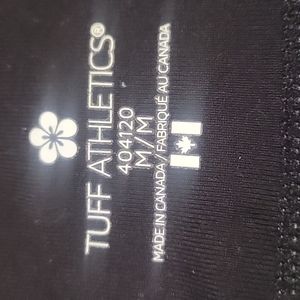 TUFF ATHLETICS®
404120
M/M
MADE IN CANADA / FABRIQUÉ AU CANADA